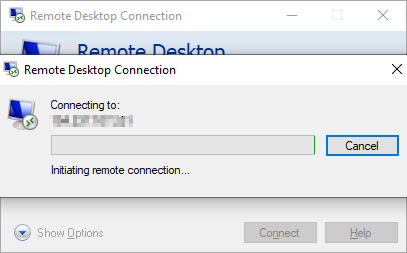 Remote Desktop Connection
Remote Desktop
Remote Desktop Connection
Connecting to:
Cancel
Initiating remote connection...
Show Options
Connect
Help